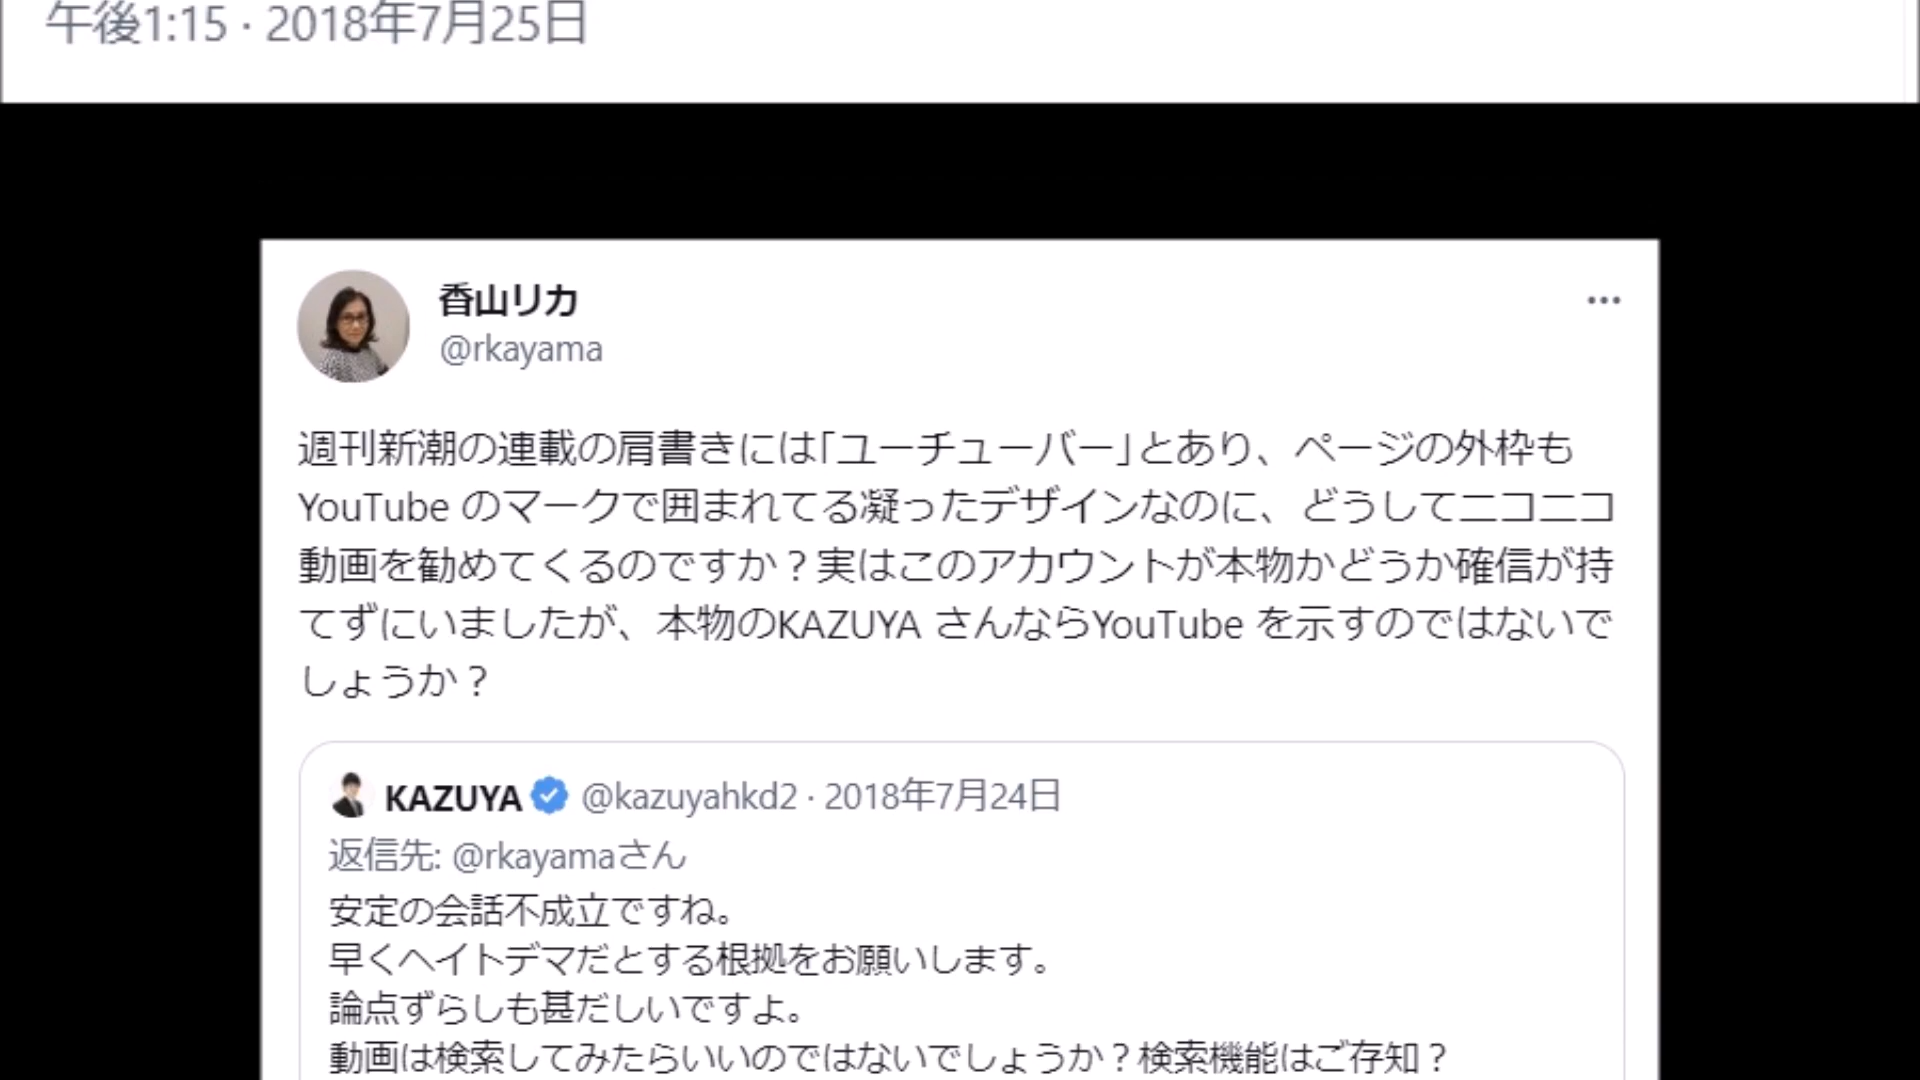 午後1:15 · 2018年7月25日
香山リカ
@rkayama
週刊新潮の連載の肩書きには「ユーチューバー」とあり、ページの外枠も
YouTube のマークで囲まれてる凝ったデザインなのに、どうしてニコニコ
動画を勧めてくるのですか？実はこのアカウントが本物かどうか確信が持
てずにいましたが、本物のKAZUYA さんならYouTube を示すのではないで
しょうか？
KAZUYA @kazuyahkd2 · 2018年7月24日
返信先: @rkayamaさん
安定の会話不成立ですね。
早くヘイトデマだとする根拠をお願いします。
論点ずらしも甚だしいですよ。
動画は検索してみたらいいのではないでしょうか？検索機能はご存知？